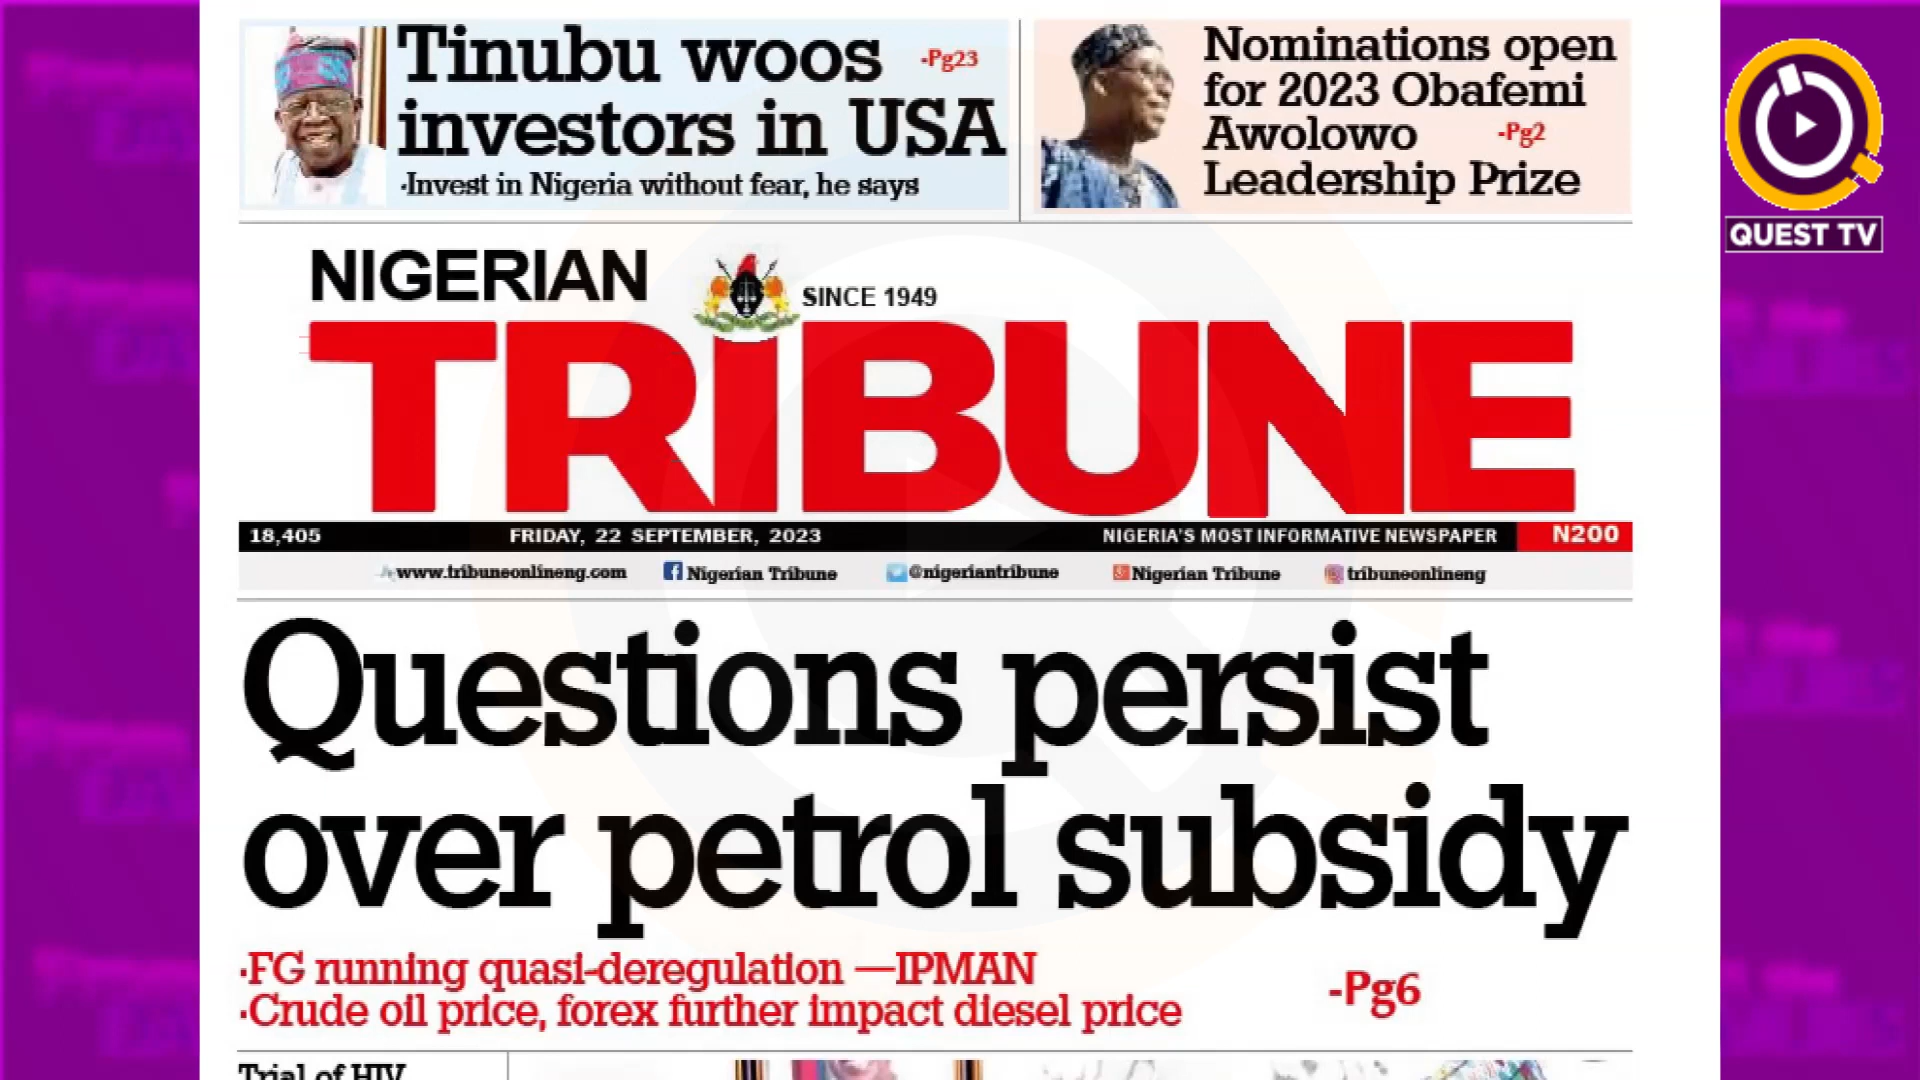 Tinubu woos -Pg23
investors in USA
·Invest in Nigeria without fear, he says
Nominations open
for 2023 Obafemi
Awolowo -Pg2
Leadership Prize
QUEST TV
NIGERIAN
SINCE 1949
TRIBUNE
18,405 FRIDAY, 22 SEPTEMBER, 2023 NIGERIA'S MOST INFORMATIVE NEWSPAPER N200
www.tribuneonlineng.com Nigerian Tribune @nigeriantribune Nigerian Tribune tribuneonlineng
Questions persist
over petrol subsidy
·FG running quasi-deregulation —IPMAN
·Crude oil price, forex further impact diesel price
-Pg6
Trial of HIV